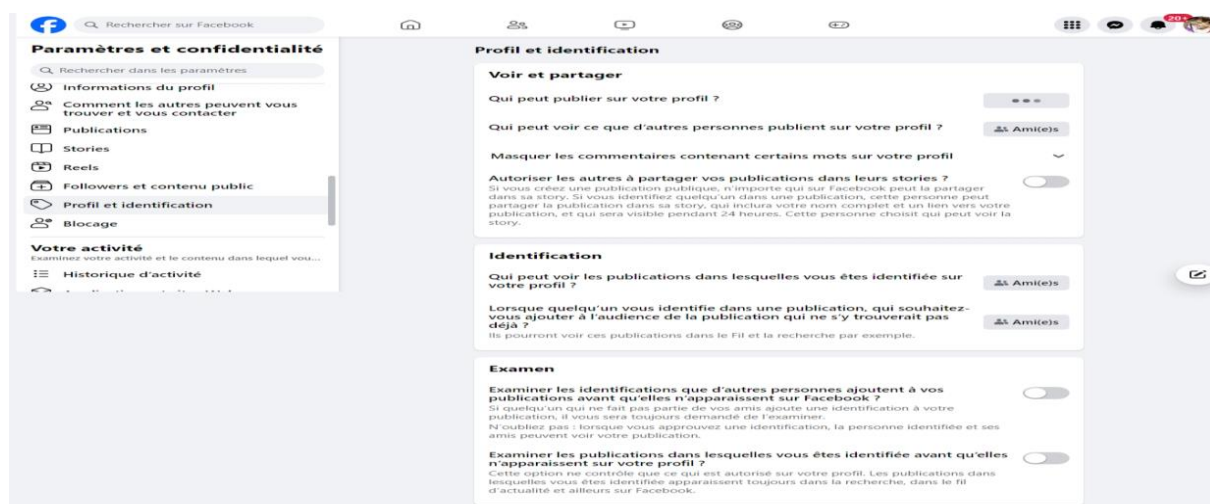 Rechercher sur Facebook
20+
Paramètres et confidentialité
Rechercher dans les paramètres
Informations du profil
Comment les autres peuvent vous
trouver et vous contacter
Publications
Stories
Reels
Followers et contenu public
Profil et identification
Blocage
Votre activité
Examinez votre activité et le contenu dans lequel vou...
Historique d'activité
Profil et identification
Voir et partager
Qui peut publier sur votre profil ?
Qui peut voir ce que d'autres personnes publient sur votre profil ?
Ami(e)s
Masquer les commentaires contenant certains mots sur votre profil
Autoriser les autres à partager vos publications dans leurs stories ?
Si vous créez une publication publique, n'importe qui sur Facebook peut la partager
dans sa story. Si vous identifiez quelqu'un dans une publication, cette personne peut
partager la publication dans sa story, qui inclura votre nom complet et un lien vers votre
publication, et qui sera visible pendant 24 heures. Cette personne choisit qui peut voir la
story.
Identification
Qui peut voir les publications dans lesquelles vous êtes identifiée sur
votre profil ?
Ami(e)s
Lorsque quelqu'un vous identifie dans une publication, qui souhaitez-
vous ajouter à l'audience de la publication qui ne s'y trouverait pas
déjà ?
Ami(e)s
Ils pourront voir ces publications dans le Fil et la recherche par exemple.
Examen
Examiner les identifications que d'autres personnes ajoutent à vos
publications avant qu'elles n'apparaissent sur Facebook ?
Si quelqu'un qui ne fait pas partie de vos amis ajoute une identification à votre
publication, il vous sera toujours demandé de l'examiner.
N'oubliez pas : lorsque vous approuvez une identification, la personne identifiée et ses
amis peuvent voir votre publication.
Examiner les publications dans lesquelles vous êtes identifiée avant qu'elles
n'apparaissent sur votre profil ?
Cette option ne contrôle que ce qui est autorisé sur votre profil. Les publications dans
lesquelles vous êtes identifiée apparaissent toujours dans la recherche, dans le fil
d'actualité et ailleurs sur Facebook.